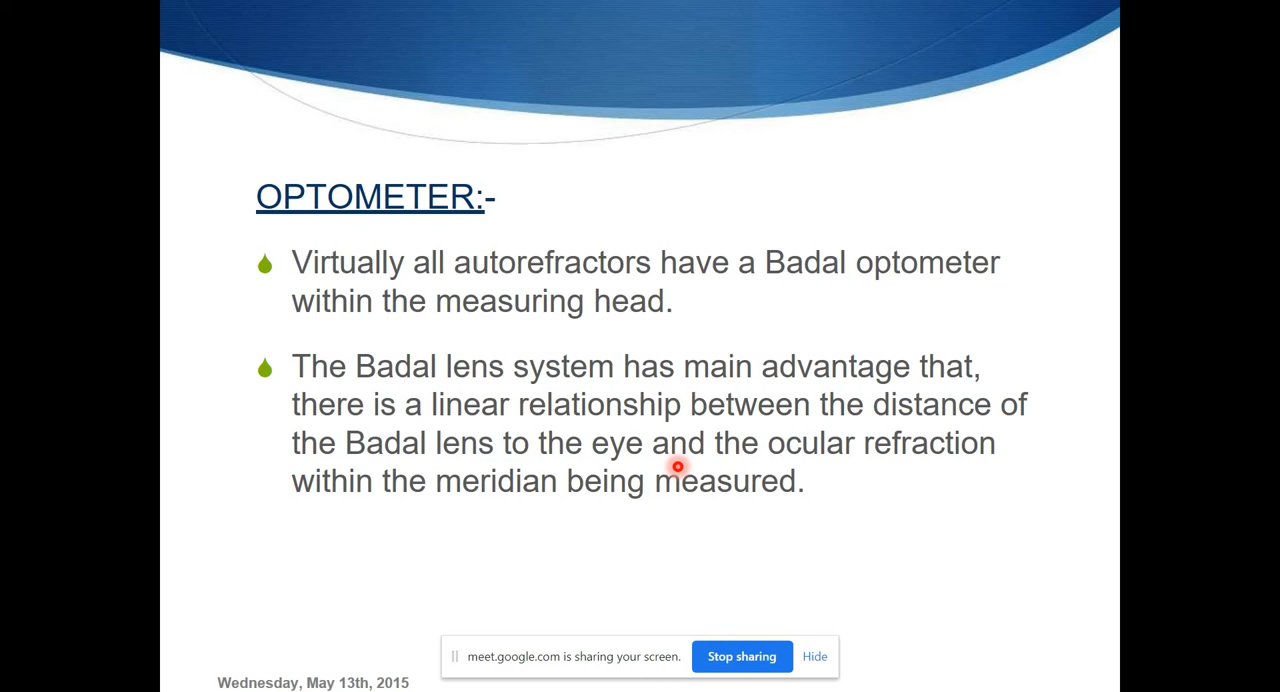 OPTOMETER:-
Virtually all autorefractors have a Badal optometer
within the measuring head.
The Badal lens system has main advantage that,
there is a linear relationship between the distance of
the Badal lens to the eye and the ocular refraction
within the meridian being measured.
meet.google.com is sharing your screen. Stop sharing Hide
Wednesday, May 13th, 2015